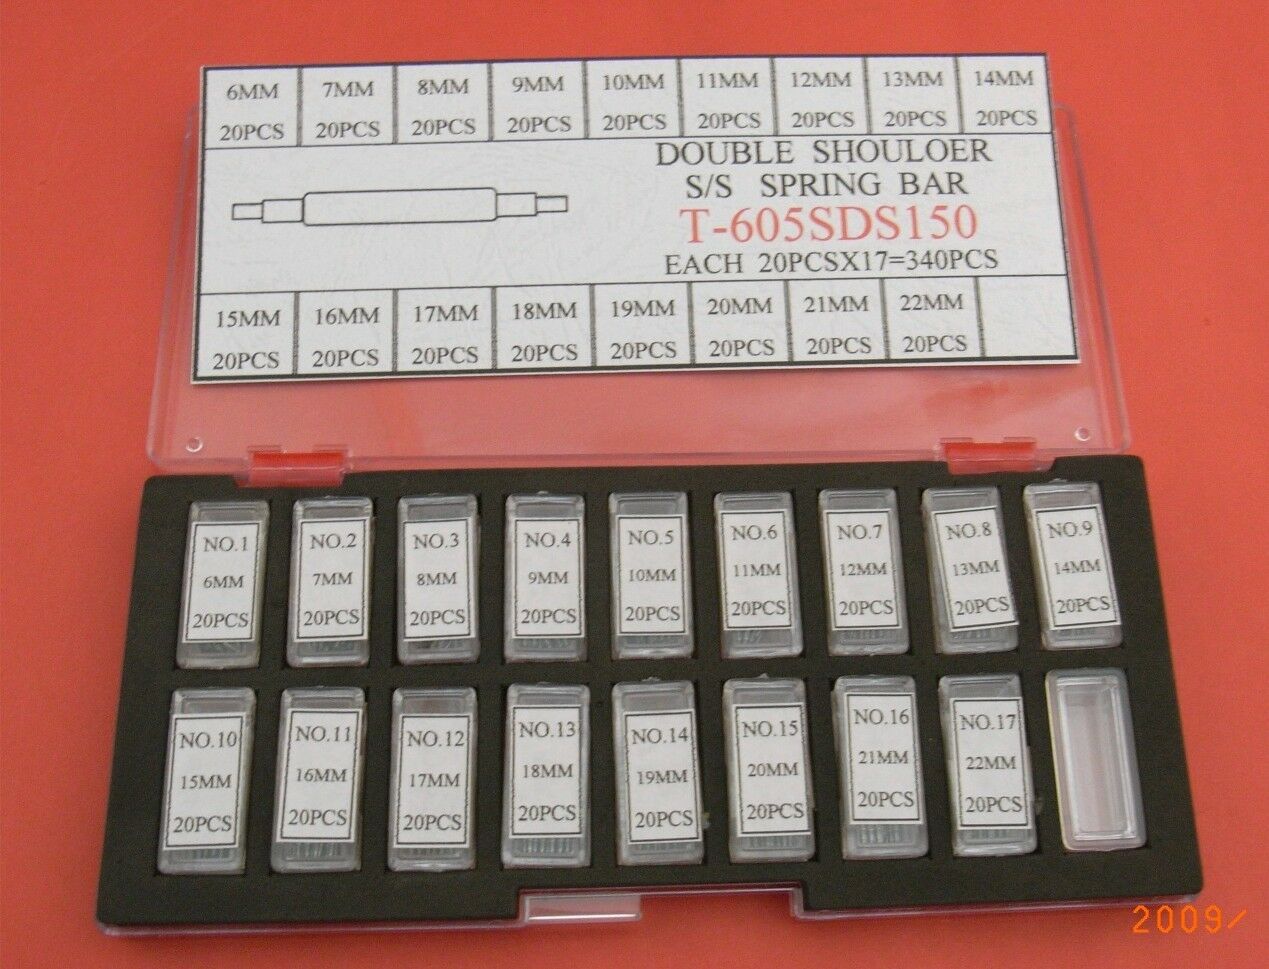 6MM 7MM 8MM 9MM 10MM 11MM 12MM 13MM 14MM
20PCS 20PCS 20PCS 20PCS 20PCS 20PCS 20PCS 20PCS 20PCS
DOUBLE SHOULOER
S/S SPRING BAR
T-605SDS150
EACH 20PCSX17=340PCS
15MM 16MM 17MM 18MM 19MM 20MM 21MM 22MM
20PCS 20PCS 20PCS 20PCS 20PCS 20PCS 20PCS 20PCS
NO.1 NO.2 NO.3 NO.4 NO.5 NO.6 NO.7 NO.8 NO.9
6MM 7MM 8MM 9MM 10MM 11MM 12MM 13MM 14MM
20PCS 20PCS 20PCS 20PCS 20PCS 20PCS 20PCS 20PCS 20PCS
NO.10 NO.11 NO.12 NO.13 NO.14 NO.15 NO.16 NO.17
15MM 16MM 17MM 18MM 19MM 20MM 21MM 22MM
20PCS 20PCS 20PCS 20PCS 20PCS 20PCS 20PCS 20PCS
2009/